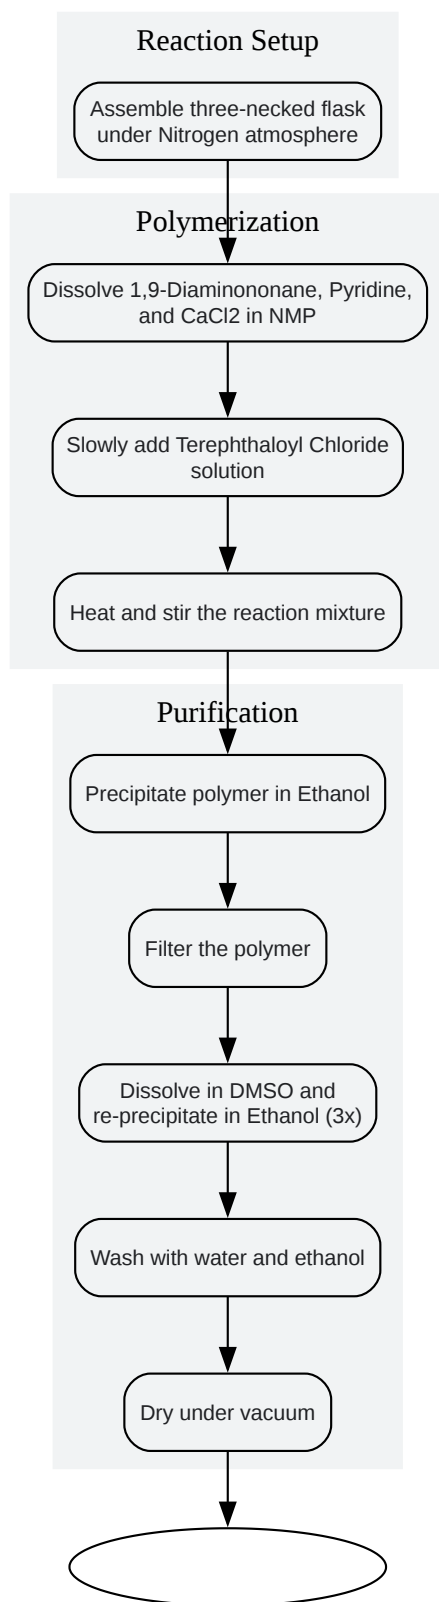 Reaction Setup
Assemble three-necked flask
under Nitrogen atmosphere
Polymerization
Dissolve 1,9-Diaminononane, Pyridine,
and CaCl2 in NMP
Slowly add Terephthaloyl Chloride
solution
Heat and stir the reaction mixture
Purification
Precipitate polymer in Ethanol
Filter the polymer
Dissolve in DMSO and
re-precipitate in Ethanol (3x)
Wash with water and ethanol
Dry under vacuum